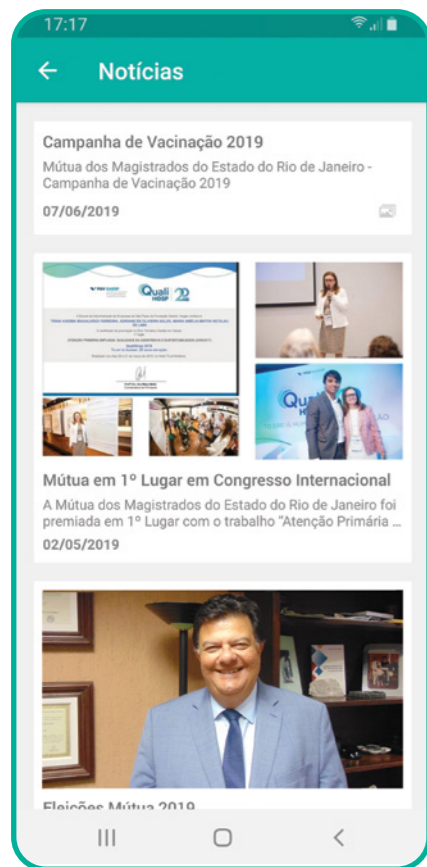 17:17
Notícias
Campanha de Vacinação 2019
Mútua dos Magistrados do Estado do Rio de Janeiro -
Campanha de Vacinação 2019
07/06/2019
Quali
HOSP
22
Quali
Mútua em 1º Lugar em Congresso Internacional
A Mútua dos Magistrados do Estado do Rio de Janeiro foi
premiada em 1º Lugar com o trabalho “Atenção Primária ...
02/05/2019
Eleições Mútua 2019